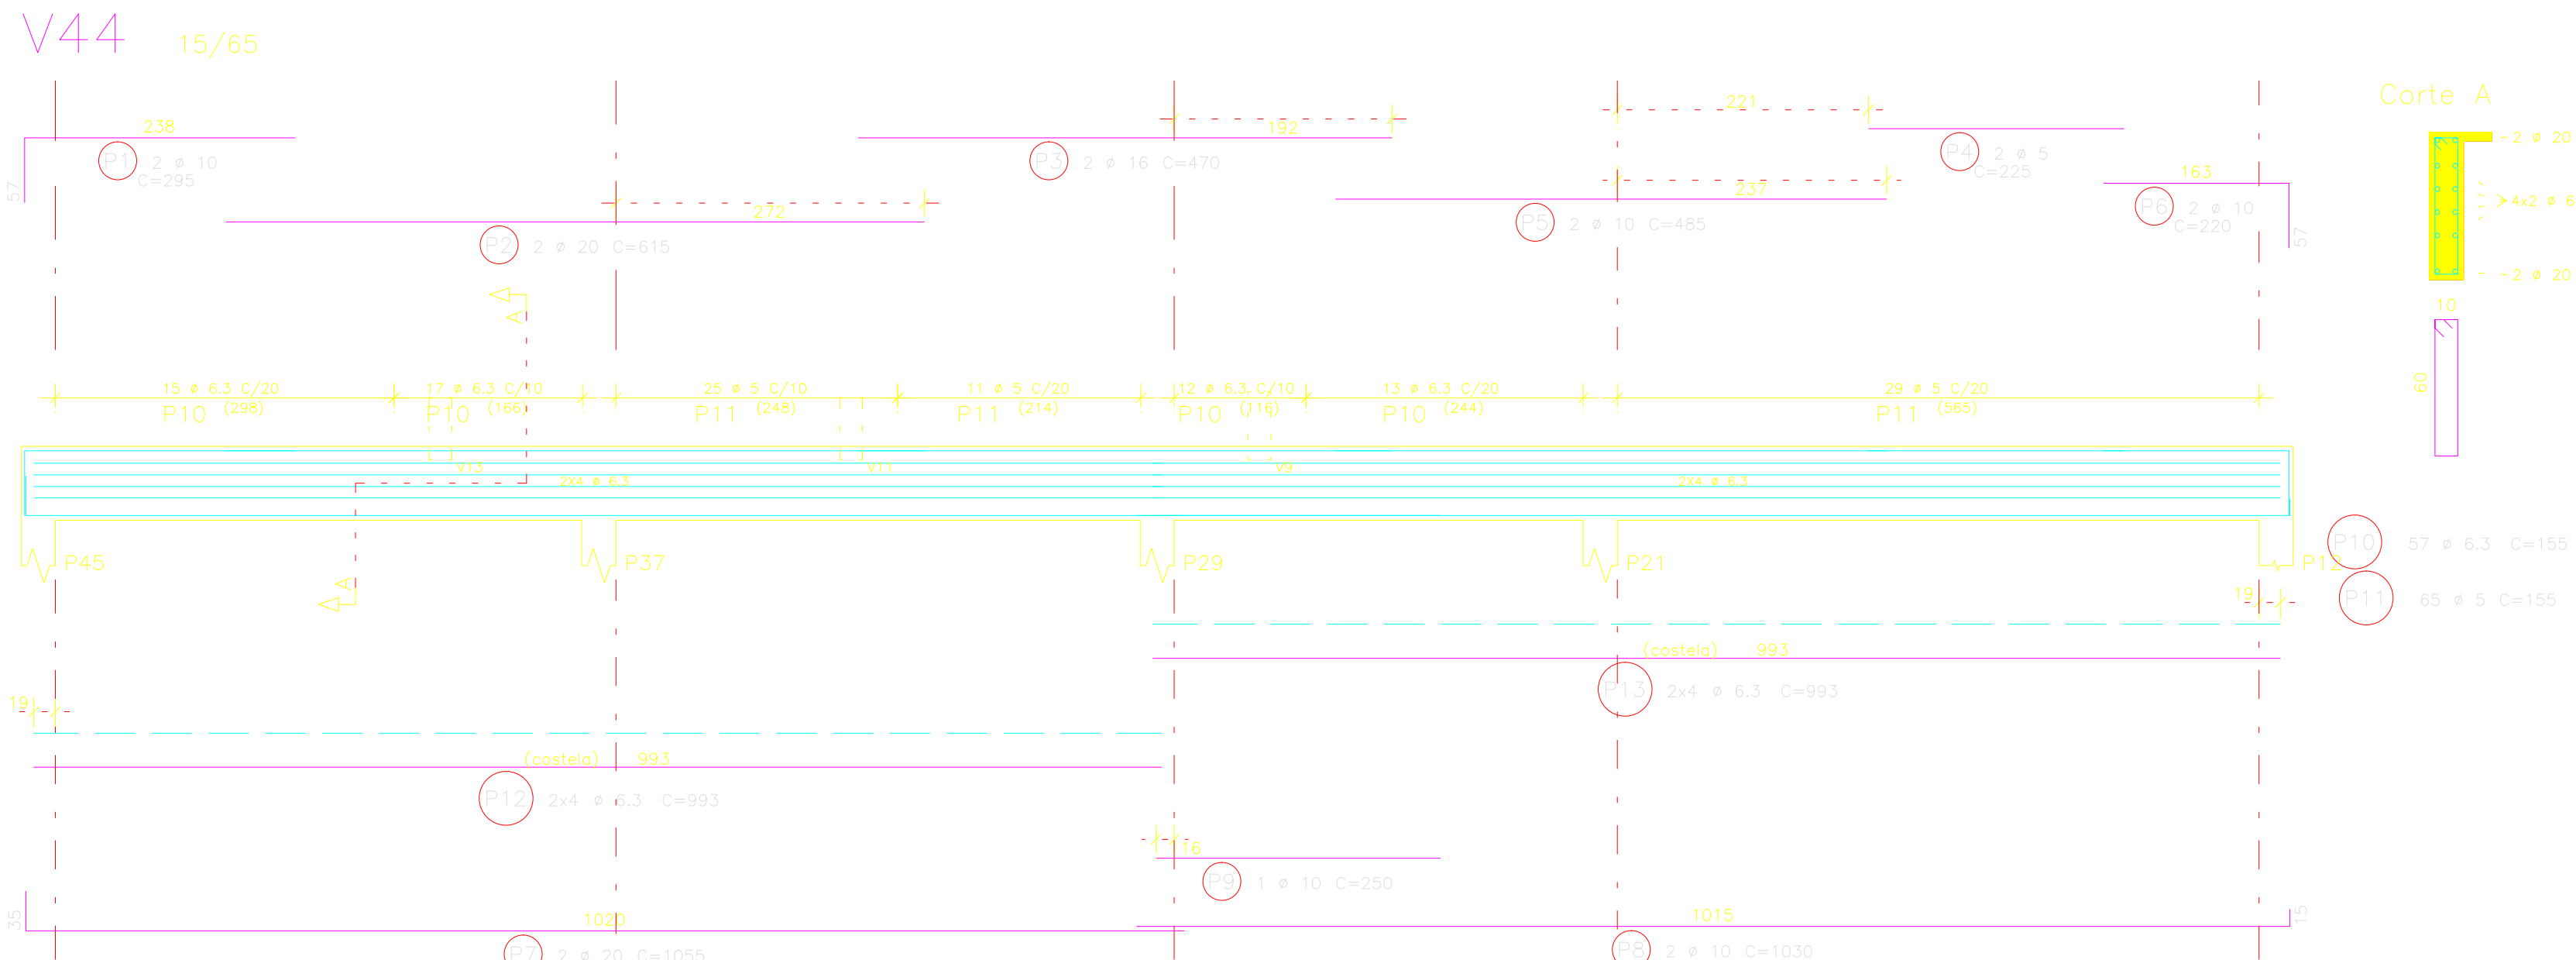 V44 15/65
Corte A
238
P1 2 ø 10
C=295
57
272
P2 2 ø 20 C=615
192
P3 2 ø 16 C=470
221
P4 2 ø 5
C=225
237
P5 2 ø 10 C=485
163
P6 2 ø 10
C=220
57
-2 ø 20
4x2 ø 6
-2 ø 20
10
60
A
15 ø 6.3 C/20
P10 (298)
17 ø 6.3 C/10
P10 (166)
25 ø 5 C/10
P11 (248)
11 ø 5 C/20
P11 (214)
12 ø 6.3 C/10
P10 (116)
13 ø 6.3 C/20
P10 (244)
29 ø 5 C/20
P11 (565)
V13
V11
V9
2X4 ø 6.3
2X4 ø 6.3
P45
P37
P29
P21
P12
A
P10 57 ø 6.3 C=155
P11 65 ø 5 C=155
19
(costela) 993
P13 2x4 ø 6.3 C=993
19
(costela) 993
P12 2x4 ø 6.3 C=993
16
P9 1 ø 10 C=250
35
1020
P7 2 ø 20 C=1055
1015
15
P8 2 ø 10 C=1030